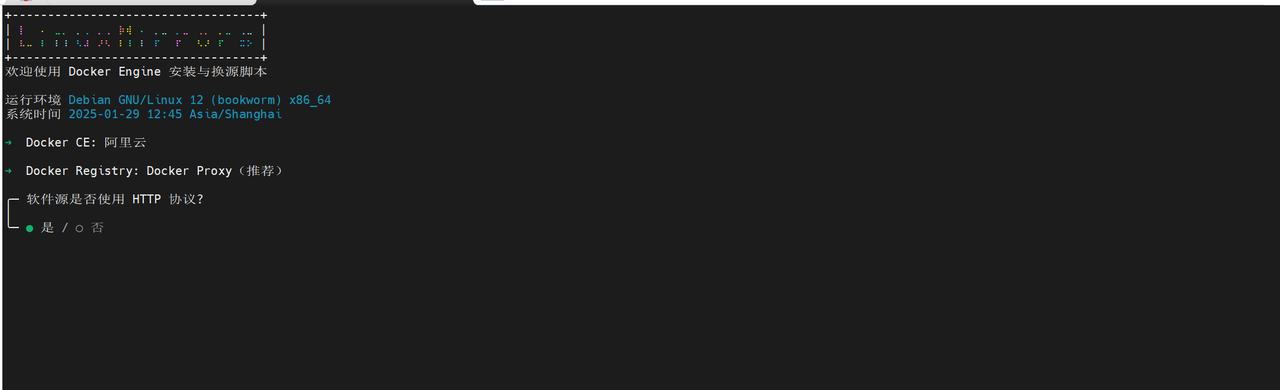 欢迎使用 Docker Engine 安装与换源脚本
运行环境 Debian GNU/Linux 12 (bookworm) x86_64
系统时间 2025-01-29 12:45 Asia/Shanghai
➜ Docker CE: 阿里云
➜ Docker Registry: Docker Proxy（推荐）
软件源是否使用 HTTP 协议?
● 是 / ○ 否